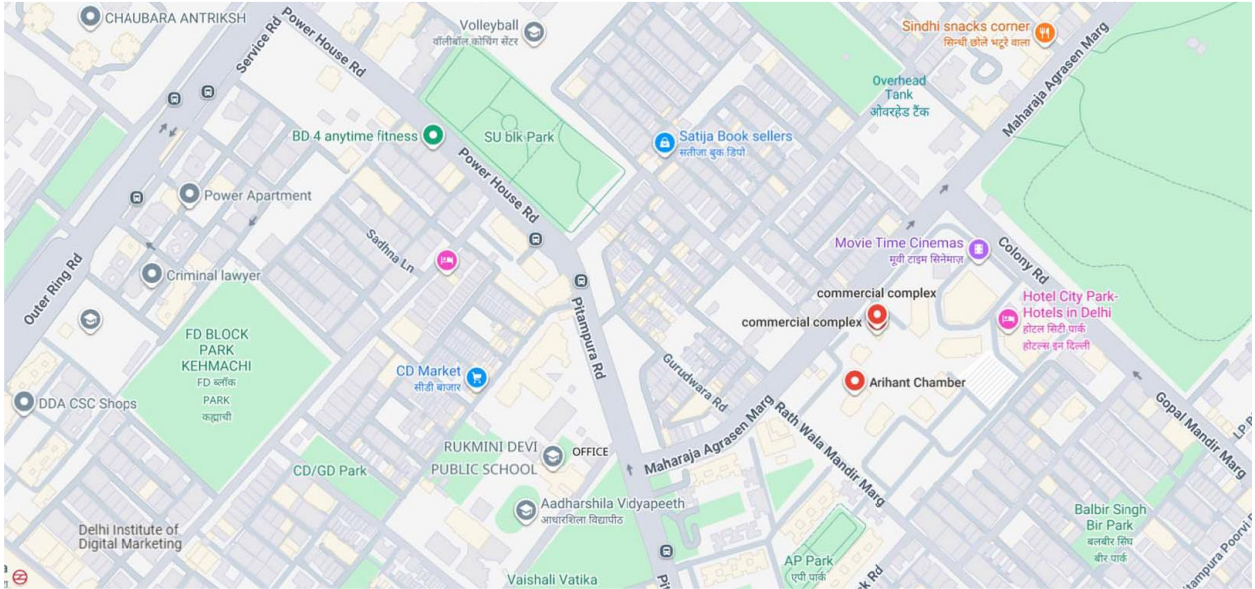 CHAUBARA ANTRIKSH
Service Rd
Power House Rd
Volleyball
वॉलीबॉल कोचिंग सेंटर
Sindhi snacks corner
सिन्धी छोले भटूरे वाला
Maharaja Agrasen Marg
Overhead
Tank
ओवरहेड टैंक
BD 4 anytime fitness
SU blk Park
Satija Book sellers
सतीजा बुक डिपो
Power House Rd
Power Apartment
Sadhna Ln
Criminal lawyer
Outer Ring Rd
Movie Time Cinemas
मूवी टाइम सिनेमाज़
Colony Rd
commercial complex
commercial complex
Hotel City Park-
Hotels in Delhi
होटल सिटी पार्क
होटल्स इन दिल्ली
Pitampura Rd
FD BLOCK
PARK
KEHMACHI
FD ब्लॉक
PARK
कह्माची
CD Market
सीडी बाजार
Gurudwara Rd
Arihant Chamber
DDA CSC Shops
Maharaja Agrasen Marg
Rath Wala Mandir Marg
Gopal Mandir Marg
RUKMINI DEVI
PUBLIC SCHOOL
OFFICE
CD/GD Park
Aadharshila Vidyapeeth
आधारशिला विद्यापीठ
Delhi Institute of
Digital Marketing
Balbir Singh
Bir Park
बलबीर सिंघ
बीर पार्क
AP Park
एपी पार्क
Vaishali Vatika